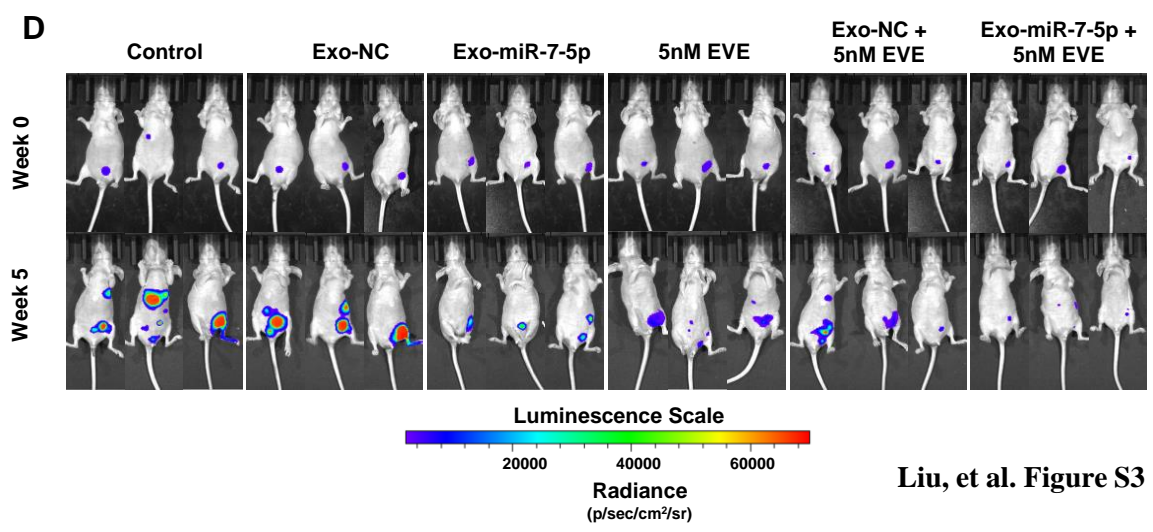 D
Control
Exo-NC
Exo-miR-7-5p
5nM EVE
Exo-NC +
5nM EVE
Exo-miR-7-5p +
5nM EVE
Week 0
Week 5
Luminescence Scale
20000
40000
60000
Radiance
(p/sec/cm²/sr)
Liu, et al. Figure S3